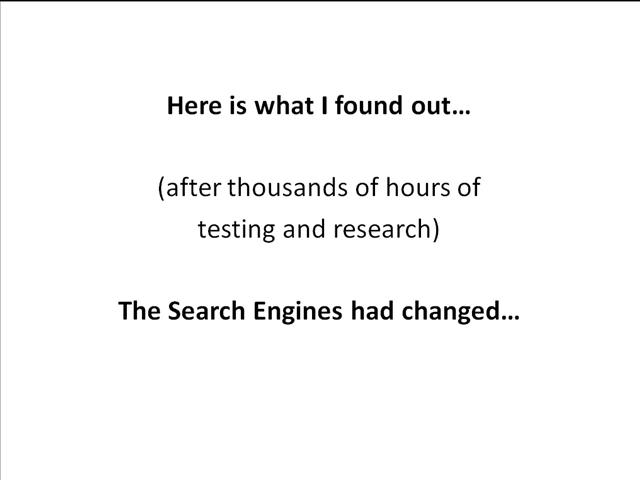 Here is what I found out…
(after thousands of hours of
testing and research)
The Search Engines had changed…